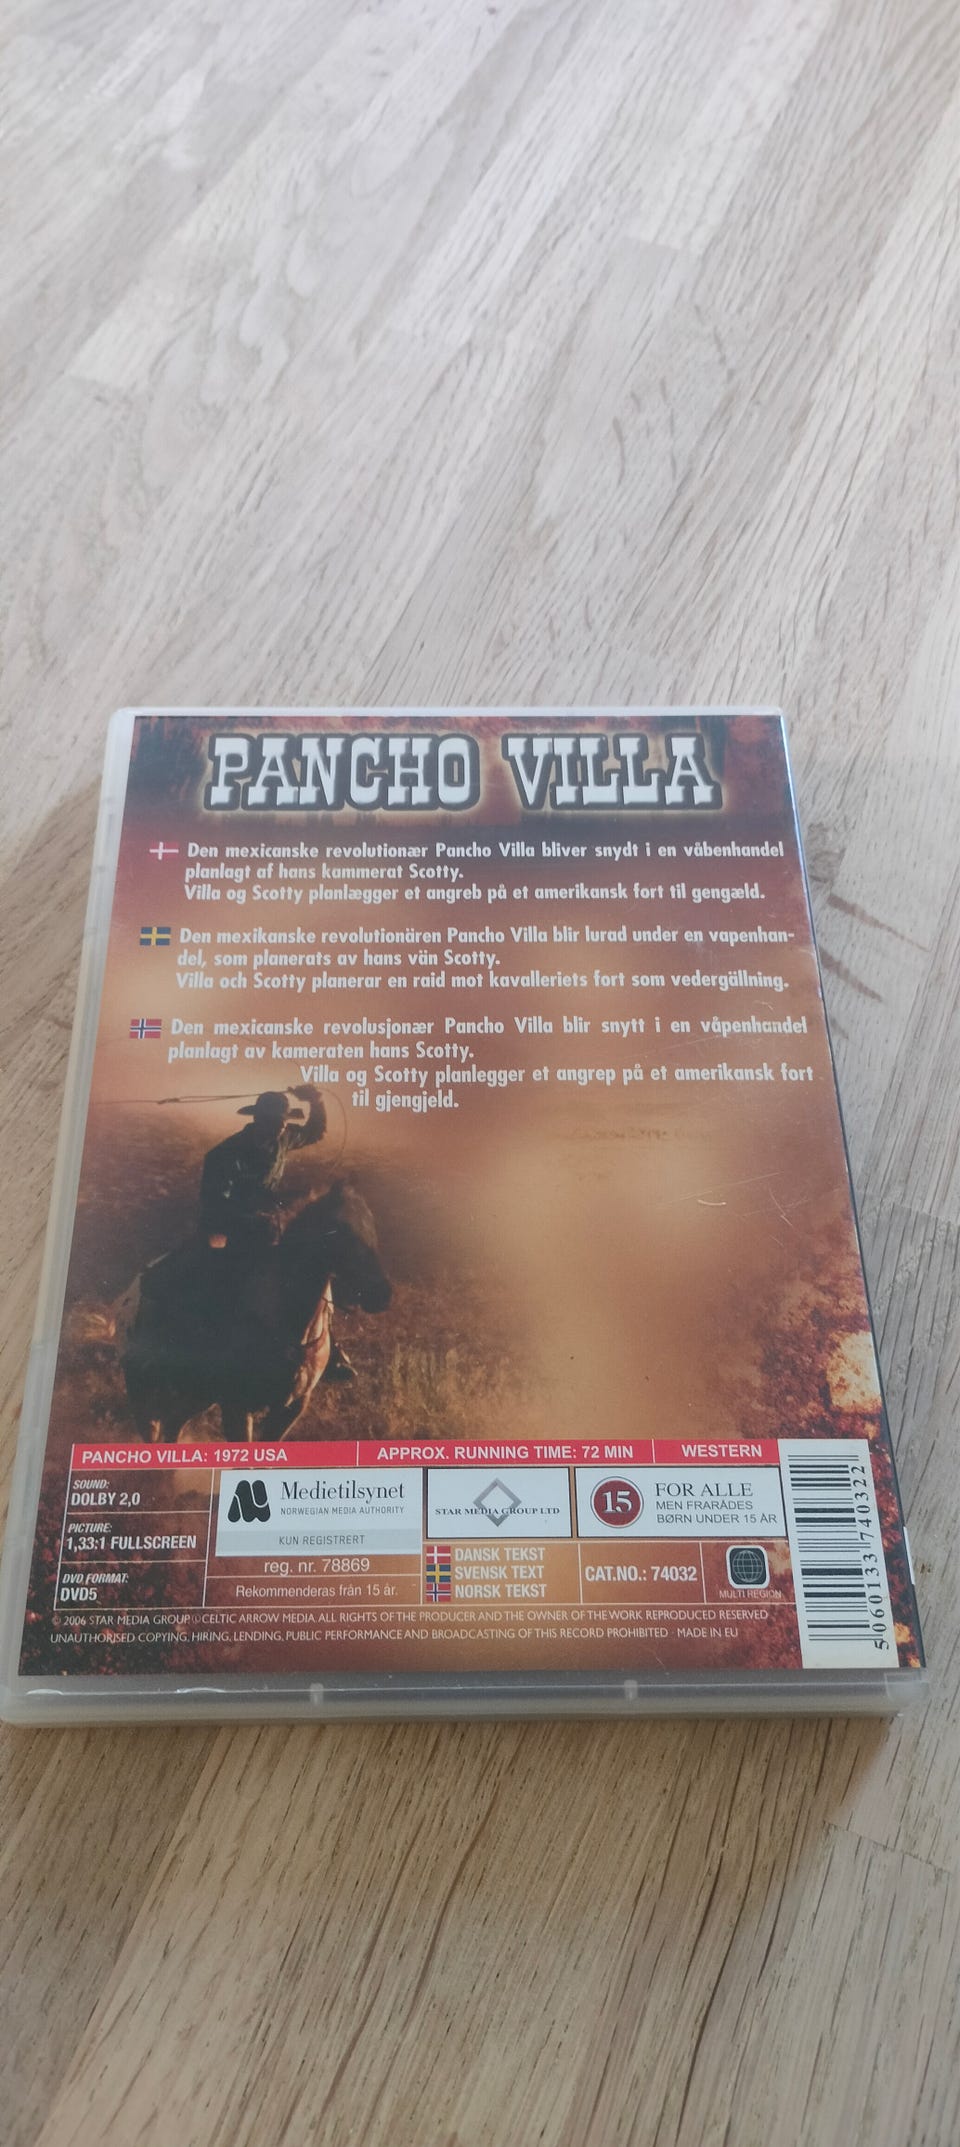 PANCHO VILLA
Den mexicanske revolutionær Pancho Villa bliver snydt i en våbenhandel
planlagt af hans kammerat Scotty.
Villa og Scotty planlægger et angreb på et amerikansk fort til gengæld.
Den mexikanske revolutionären Pancho Villa blir lurad under en vapenhan-
del, som planerats av hans vän Scotty.
Villa och Scotty planerar en raid mot kavalleriets fort som vedergällning.
Den mexicanske revolusjonær Pancho Villa blir snytt i en våpenhandel
planlagt av kameraten hans Scotty.
Villa og Scotty planlegger et angrep på et amerikansk fort
til gjengjeld.
PANCHO VILLA: 1972 USA
APPROX. RUNNING TIME: 72 MIN
WESTERN
SOUND:
DOLBY 2,0
PICTURE:
1,33:1 FULLSCREEN
DVD FORMAT:
DVD5
Medietilsynet
NORWEGIAN MEDIA AUTHORITY
KUN REGISTRERT
reg. nr. 78869
Rekommenderas från 15 år.
STAR MEDIA GROUP LTD
15
FOR ALLE
MEN FRARÅDES
BØRN UNDER 15 ÅR
DANSK TEKST
SVENSK TEXT
NORSK TEKST
CAT.NO.: 74032
MULTI REGION
5 060133 740322
© 2006 STAR MEDIA GROUP ℗ CELTIC ARROW MEDIA ALL RIGHTS OF THE PRODUCER AND THE OWNER OF THE WORK REPRODUCED RESERVED
UNAUTHORISED COPYING, HIRING, LENDING, PUBLIC PERFORMANCE AND BROADCASTING OF THIS RECORD PROHIBITED · MADE IN EU